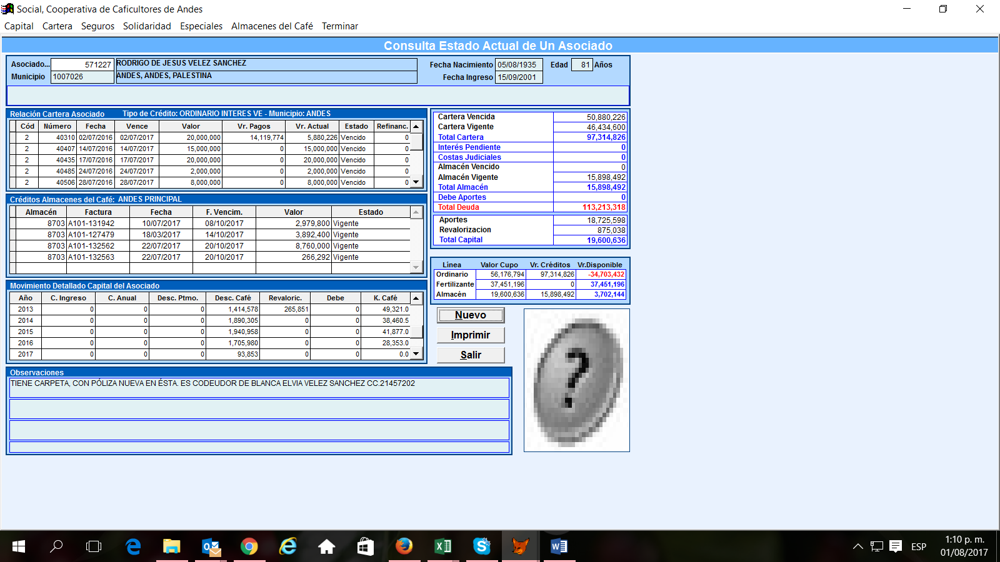 Social, Cooperativa de Caficultores de Andes
Capital Cartera Seguros Solidaridad Especiales Almacenes del Café Terminar
Consulta Estado Actual de Un Asociado
Asociado... 571227 RODRIGO DE JESUS VELEZ SANCHEZ Fecha Nacimiento 05/08/1935 Edad 81 Años
Municipio 1007026 ANDES, ANDES, PALESTINA Fecha Ingreso 15/09/2001
Relación Cartera Asociado Tipo de Crédito: ORDINARIO INTERES VE - Municipio: ANDES
Cód Número Fecha Vence Valor Vr. Pagos Vr. Actual Estado Refinanc.
2 40310 02/07/2016 02/07/2017 20,000,000 14,119,774 5,880,226 Vencido 0
2 40407 14/07/2016 14/07/2017 15,000,000 0 15,000,000 Vencido 0
2 40435 17/07/2016 17/07/2017 20,000,000 0 20,000,000 Vencido 0
2 40485 24/07/2016 24/07/2017 2,000,000 0 2,000,000 Vencido 0
2 40506 28/07/2016 28/07/2017 8,000,000 0 8,000,000 Vencido 0
Cartera Vencida 50,880,226
Cartera Vigente 46,434,600
Total Cartera 97,314,826
Interés Pendiente 0
Costas Judiciales 0
Almacén Vencido 0
Almacén Vigente 15,898,492
Total Almacén 15,898,492
Debe Aportes 0
Total Deuda 113,213,318
Aportes 18,725,598
Revalorizacion 875,038
Total Capital 19,600,636
Créditos Almacenes del Café: ANDES PRINCIPAL
Almacén Factura Fecha F. Vencim. Valor Estado
8703 A101-131942 10/07/2017 08/10/2017 2,979,800 Vigente
8703 A101-127479 18/03/2017 14/10/2017 3,892,400 Vigente
8703 A101-132562 22/07/2017 20/10/2017 8,760,000 Vigente
8703 A101-132563 22/07/2017 20/10/2017 266,292 Vigente
Línea Valor Cupo Vr. Créditos Vr.Disponible
Ordinario 56,176,794 97,314,826 -34,703,432
Fertilizante 37,451,196 0 37,451,196
Almacén 19,600,636 15,898,492 3,702,144
Movimiento Detallado Capital del Asociado
Año C. Ingreso C. Anual Desc. Ptmo. Desc. Café Revaloric. Debe K. Café
2013 0 0 0 1,414,578 265,851 0 49,321.0
2014 0 0 0 1,890,305 0 0 38,460.5
2015 0 0 0 1,940,958 0 0 41,877.0
2016 0 0 0 1,705,980 0 0 28,353.0
2017 0 0 0 93,853 0 0 0.0
Nuevo
Imprimir
Salir
Observaciones
TIENE CARPETA, CON PÓLIZA NUEVA EN ÉSTA. ES CODEUDOR DE BLANCA ELVIA VELEZ SANCHEZ CC.21457202
?
ESP
1:10 p. m.
01/08/2017